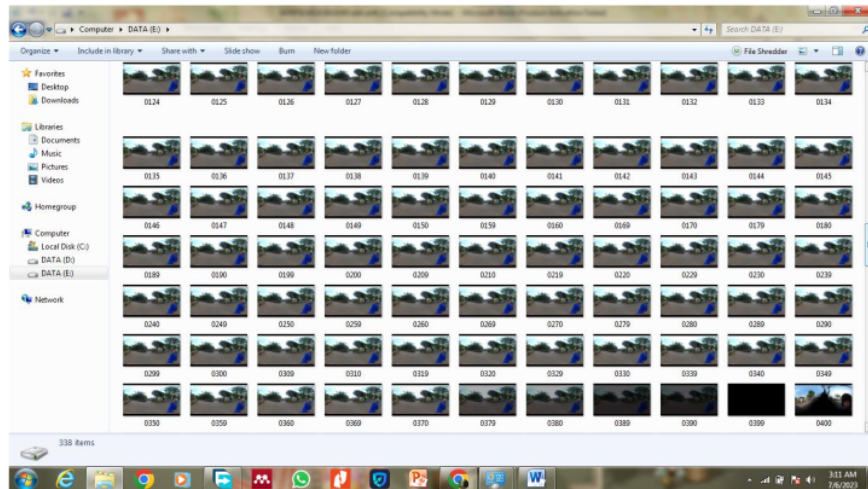 Computer ▸ DATA (E:) ▸
Search DATA (E:)
Organize Include in library Share with Slide show Burn New folder File Shredder
Favorites
Desktop
Downloads
Libraries
Documents
Music
Pictures
Videos
Homegroup
Computer
Local Disk (C:)
DATA (D:)
DATA (E:)
Network
0124 0125 0126 0127 0128 0129 0130 0131 0132 0133 0134
0135 0136 0137 0138 0139 0140 0141 0142 0143 0144 0145
0146 0147 0148 0149 0150 0159 0160 0169 0170 0179 0180
0189 0190 0199 0200 0209 0210 0219 0220 0229 0230 0239
0240 0249 0250 0259 0260 0269 0270 0279 0280 0289 0290
0299 0300 0309 0310 0319 0320 0329 0330 0339 0340 0349
0350 0359 0360 0369 0370 0379 0380 0389 0390 0399 0400
338 items
3:11 AM
7/6/2023